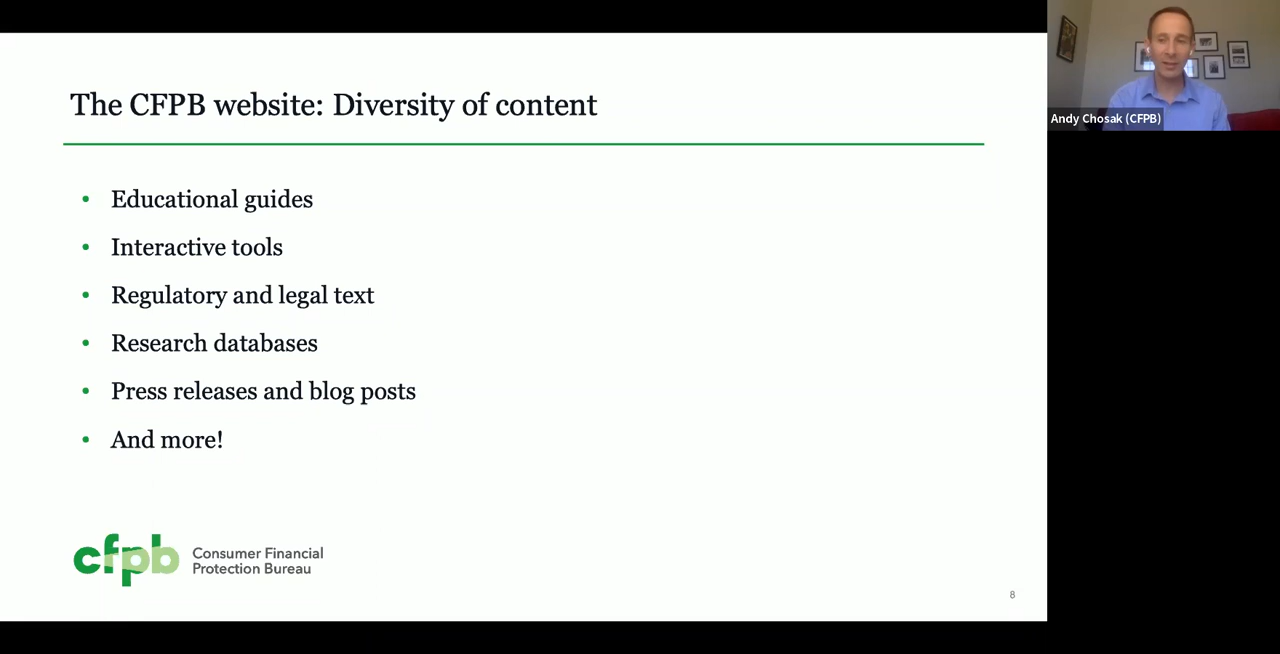 The CFPB website: Diversity of content
• Educational guides
• Interactive tools
• Regulatory and legal text
• Research databases
• Press releases and blog posts
• And more!
cfpb
Consumer Financial
Protection Bureau
8
Andy Chosak (CFPB)